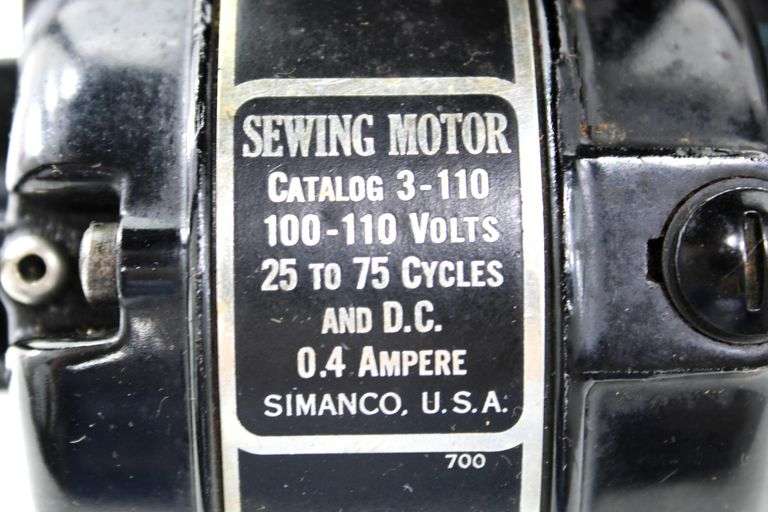 SEWING MOTOR
CATALOG 3-110
100-110 VOLTS
25 TO 75 CYCLES
AND D.C.
0.4 AMPERE
SIMANCO, U.S.A.
700